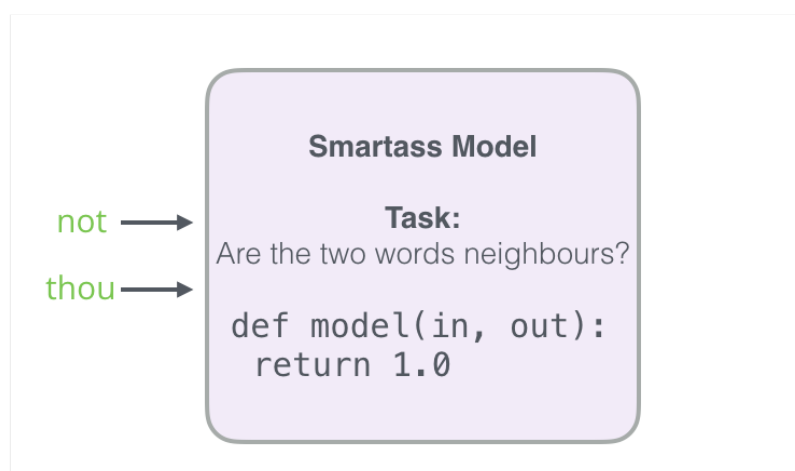 Smartass Model
not
Task:
Are the two words neighbours?
thou
def model(in, out):
return 1.0